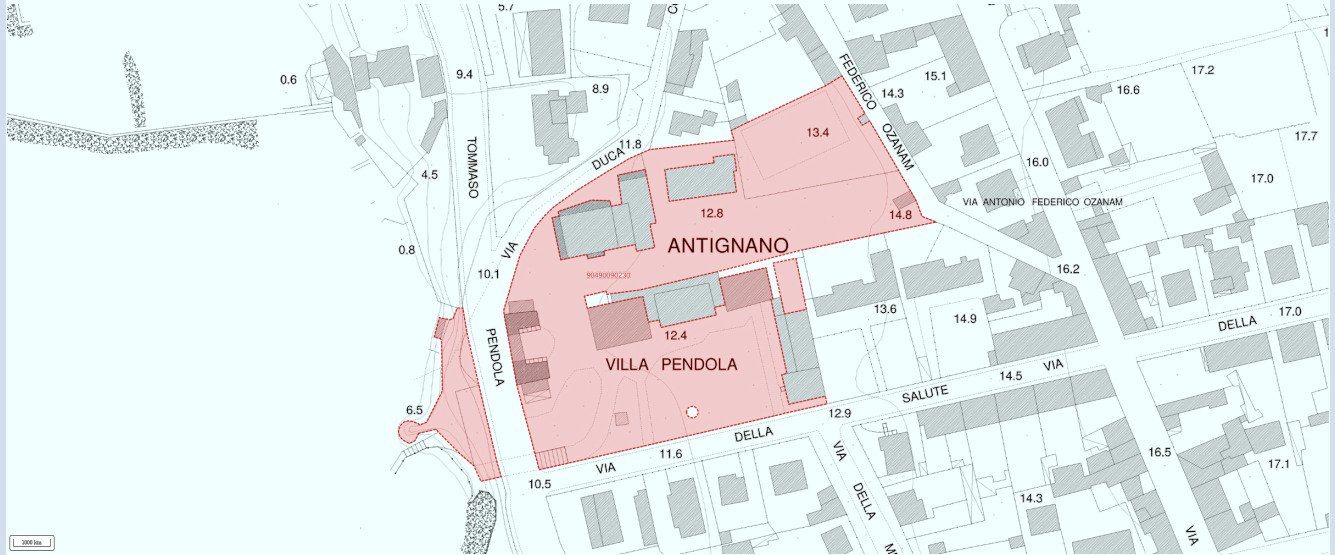 5.7
9.4
0.6
8.9
FEDERICO
15.1
14.3
16.6
17.2
17.7
13.4
OZANAM
TOMMASO
11.8
DUCA
4.5
16.0
17.0
VIA ANTONIO FEDERICO OZANAM
12.8
14.8
ANTIGNANO
VIA
0.8
10.1
90490090230
16.2
13.6
14.9
17.0
DELLA
12.4
PENDOLA
VILLA PENDOLA
14.5
VIA
SALUTE
6.5
12.9
DELLA
11.6
VIA
10.5
VIA
DELLA
16.5
17.1
14.3
VIA
1000 km